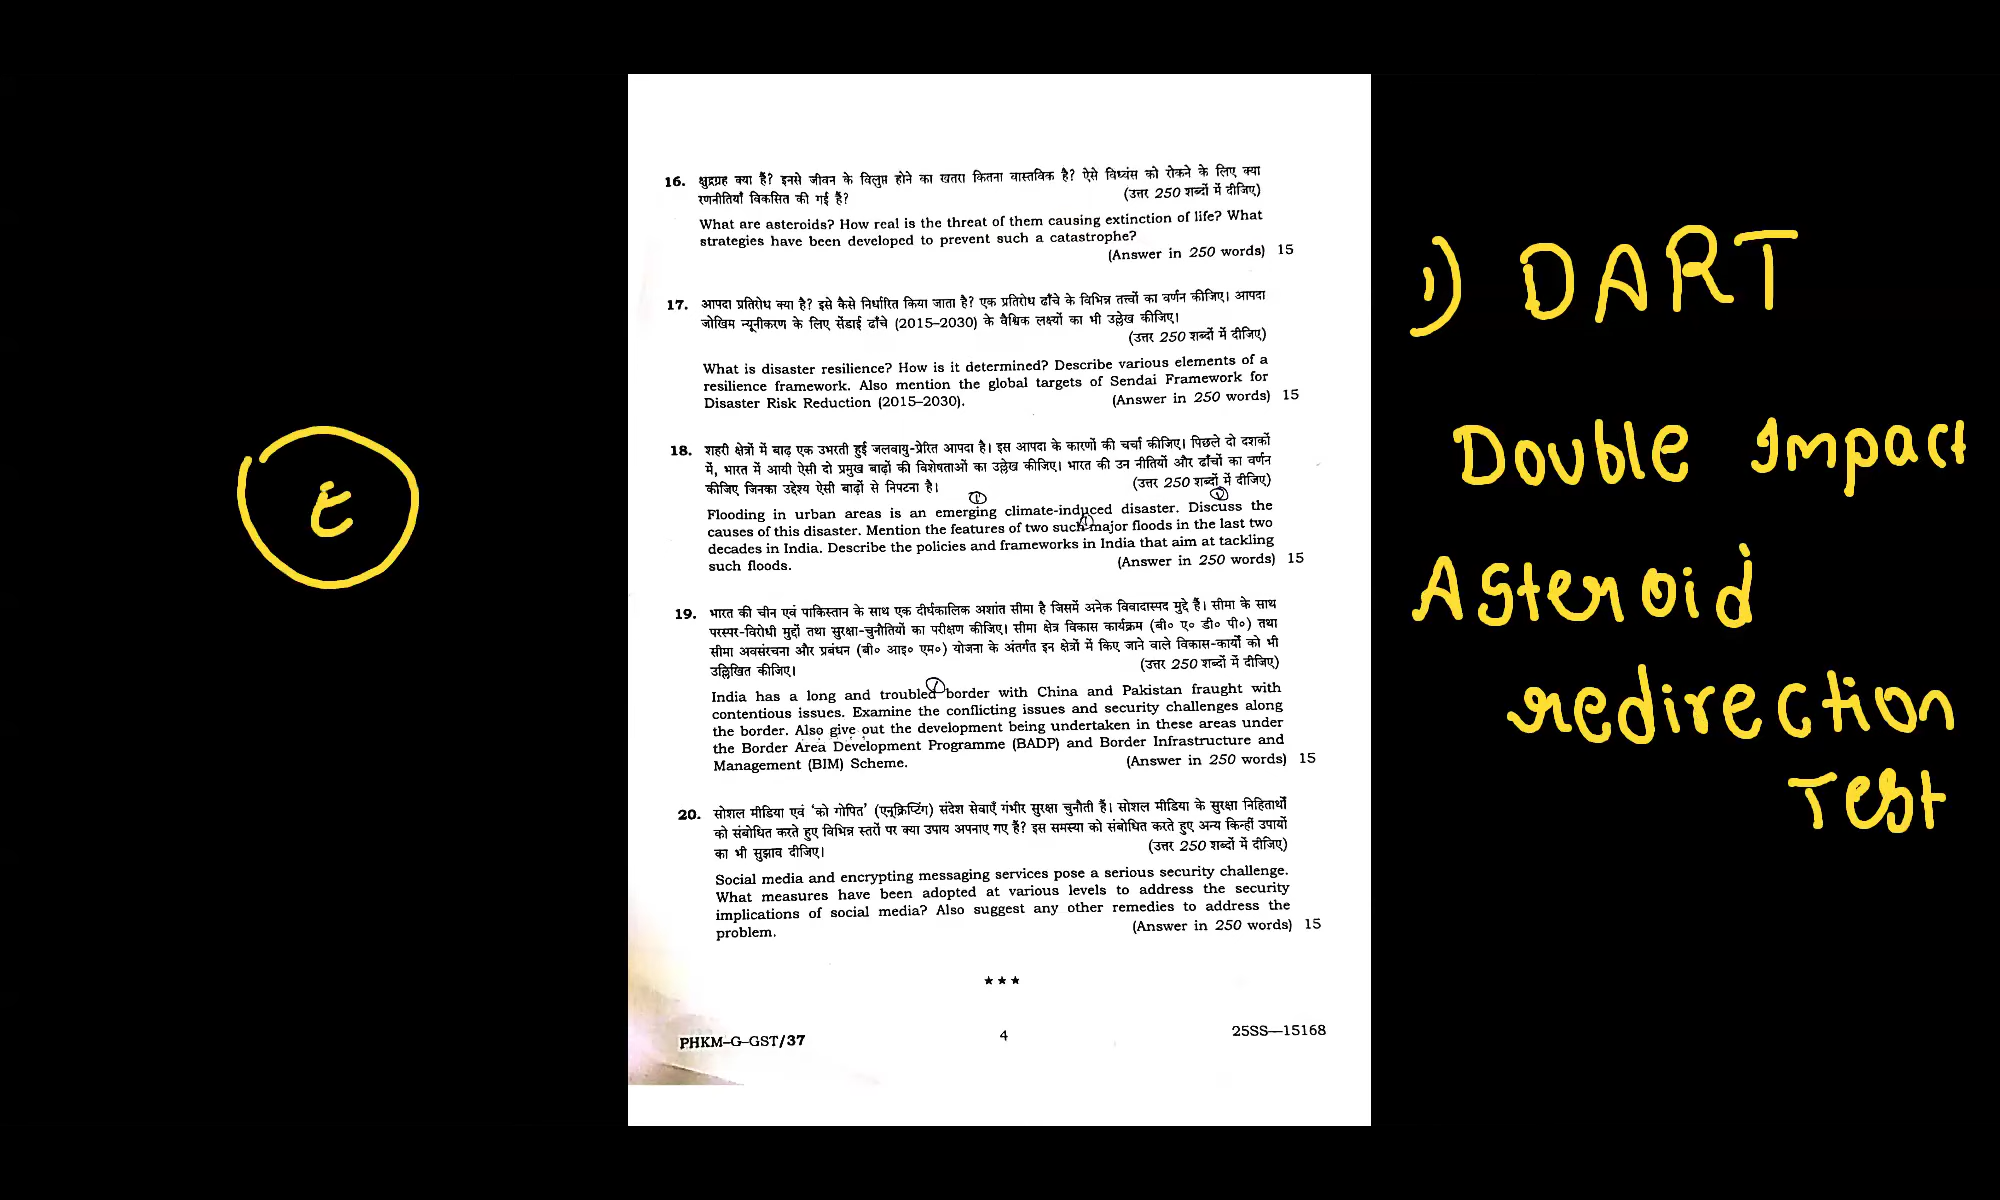 16. क्षुद्रग्रह क्या हैं? इनसे जीवन के विलुप्त होने का खतरा कितना वास्तविक है? ऐसे विध्वंस को रोकने के लिए क्या
रणनीतियाँ विकसित की गई हैं? (उत्तर 250 शब्दों में दीजिए)
What are asteroids? How real is the threat of them causing extinction of life? What
strategies have been developed to prevent such a catastrophe?
(Answer in 250 words) 15
17. आपदा प्रतिरोध क्या है? इसे कैसे निर्धारित किया जाता है? एक प्रतिरोध ढाँचे के विभिन्न तत्त्वों का वर्णन कीजिए। आपदा
जोखिम न्यूनीकरण के लिए सेंडाई ढाँचे (2015–2030) के वैश्विक लक्ष्यों का भी उल्लेख कीजिए।
(उत्तर 250 शब्दों में दीजिए)
What is disaster resilience? How is it determined? Describe various elements of a
resilience framework. Also mention the global targets of Sendai Framework for
Disaster Risk Reduction (2015–2030). (Answer in 250 words) 15
18. शहरी क्षेत्रों में बाढ़ एक उभरती हुई जलवायु-प्रेरित आपदा है। इस आपदा के कारणों की चर्चा कीजिए। पिछले दो दशकों
में, भारत में आयी ऐसी दो प्रमुख बाढ़ों की विशेषताओं का उल्लेख कीजिए। भारत की उन नीतियों और ढाँचों का वर्णन
कीजिए जिनका उद्देश्य ऐसी बाढ़ों से निपटना है। (उत्तर 250 शब्दों में दीजिए)
Flooding in urban areas is an emerging climate-induced disaster. Discuss the
causes of this disaster. Mention the features of two such major floods in the last two
decades in India. Describe the policies and frameworks in India that aim at tackling
such floods. (Answer in 250 words) 15
19. भारत की चीन एवं पाकिस्तान के साथ एक दीर्घकालिक अशांत सीमा है जिसमें अनेक विवादास्पद मुद्दे हैं। सीमा के साथ
परस्पर-विरोधी मुद्दों तथा सुरक्षा-चुनौतियों का परीक्षण कीजिए। सीमा क्षेत्र विकास कार्यक्रम (बी० ए० डी० पी०) तथा
सीमा अवसंरचना और प्रबंधन (बी० आइ० एम०) योजना के अंतर्गत इन क्षेत्रों में किए जाने वाले विकास-कार्यों को भी
उल्लिखित कीजिए। (उत्तर 250 शब्दों में दीजिए)
India has a long and troubled border with China and Pakistan fraught with
contentious issues. Examine the conflicting issues and security challenges along
the border. Also give out the development being undertaken in these areas under
the Border Area Development Programme (BADP) and Border Infrastructure and
Management (BIM) Scheme. (Answer in 250 words) 15
20. सोशल मीडिया एवं 'को गोपित' (एन्क्रिप्टिंग) संदेश सेवाएँ गंभीर सुरक्षा चुनौती हैं। सोशल मीडिया के सुरक्षा निहितार्थों
को संबोधित करते हुए विभिन्न स्तरों पर क्या उपाय अपनाए गए हैं? इस समस्या को संबोधित करते हुए अन्य किन्हीं उपायों
का भी सुझाव दीजिए। (उत्तर 250 शब्दों में दीजिए)
Social media and encrypting messaging services pose a serious security challenge.
What measures have been adopted at various levels to address the security
implications of social media? Also suggest any other remedies to address the
problem. (Answer in 250 words) 15
★ ★ ★
PHKM–G–GST/37 4 25SS—15168
1) DART
Double Impact
Asteroid
redirection
Test